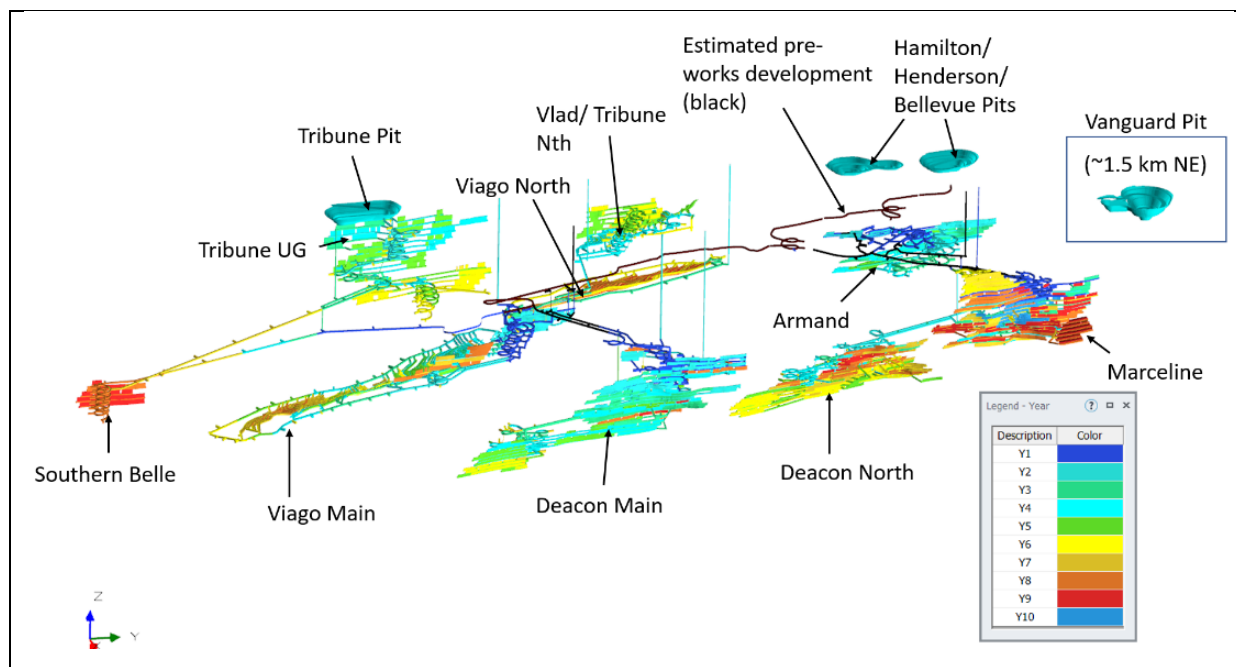 Estimated pre-
works development
(black)
Hamilton/
Henderson/
Bellevue Pits
Vanguard Pit
(~1.5 km NE)
Tribune Pit
Vlad/ Tribune
Nth
Viago North
Tribune UG
Armand
Marceline
Southern Belle
Viago Main
Deacon Main
Deacon North
Legend - Year
Description Color
Y1
Y2
Y3
Y4
Y5
Y6
Y7
Y8
Y9
Y10
Z
Y